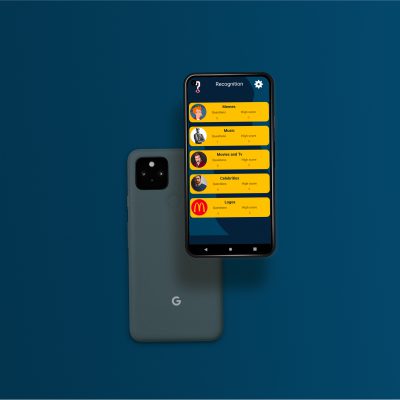 Recognition
Memes
Questions High score
Music
Questions High score
Movies and Tv
Questions High score
Celebrities
Questions High score
Logos
Questions High score
G